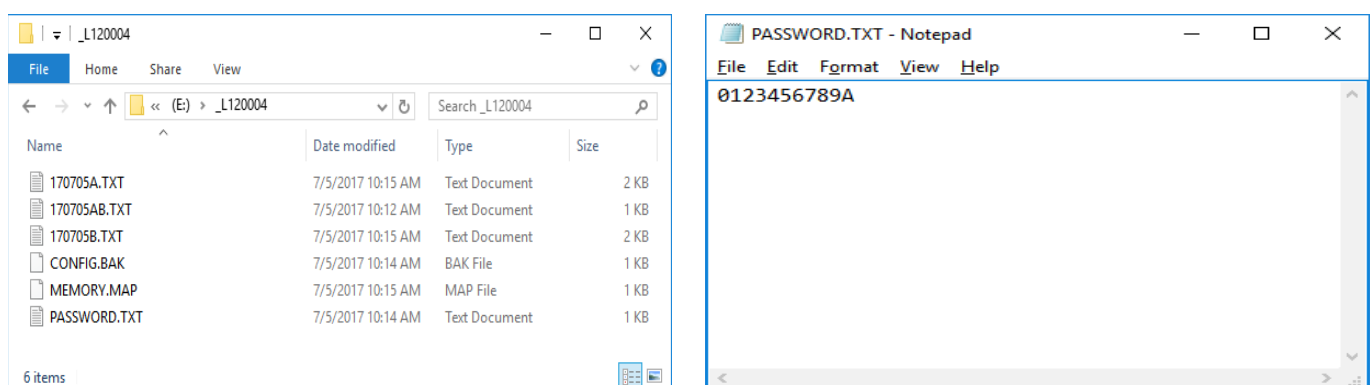 _L120004
File Home Share View
« (E:) > _L120004 Search _L120004
Name Date modified Type Size
170705A.TXT 7/5/2017 10:15 AM Text Document 2 KB
170705AB.TXT 7/5/2017 10:12 AM Text Document 1 KB
170705B.TXT 7/5/2017 10:15 AM Text Document 2 KB
CONFIG.BAK 7/5/2017 10:14 AM BAK File 1 KB
MEMORY.MAP 7/5/2017 10:15 AM MAP File 1 KB
PASSWORD.TXT 7/5/2017 10:14 AM Text Document 1 KB
6 items
PASSWORD.TXT - Notepad
File Edit Format View Help
0123456789A